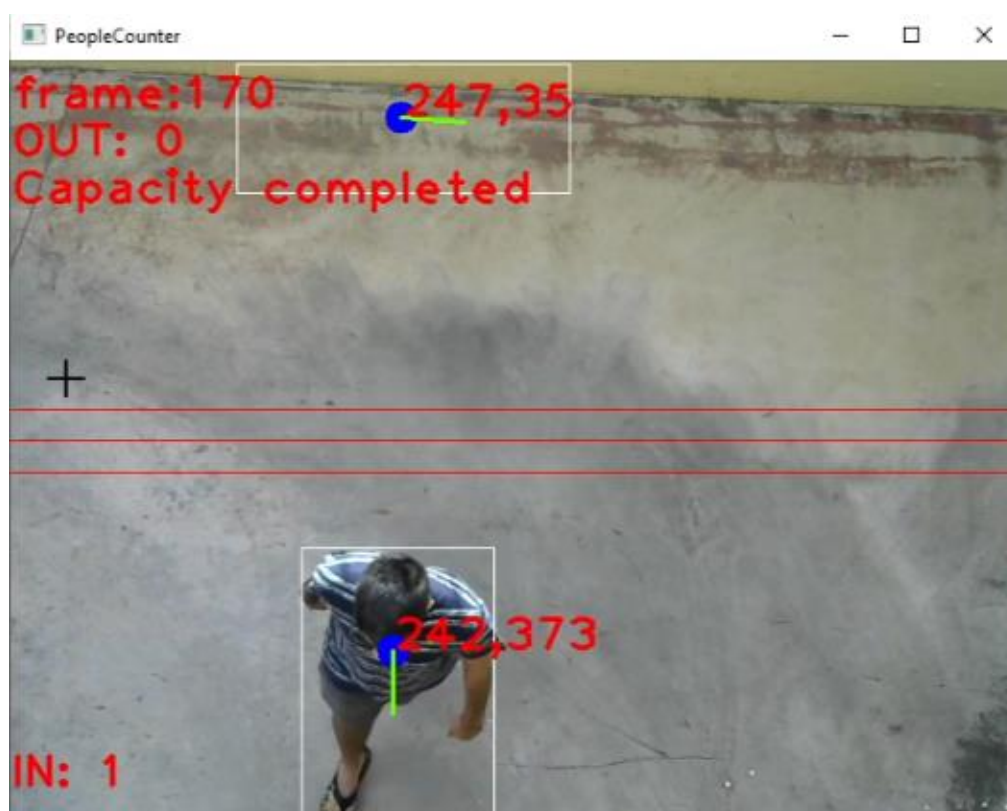 PeopleCounter
frame:170
247,35
OUT: 0
Capacity completed
242,373
IN: 1